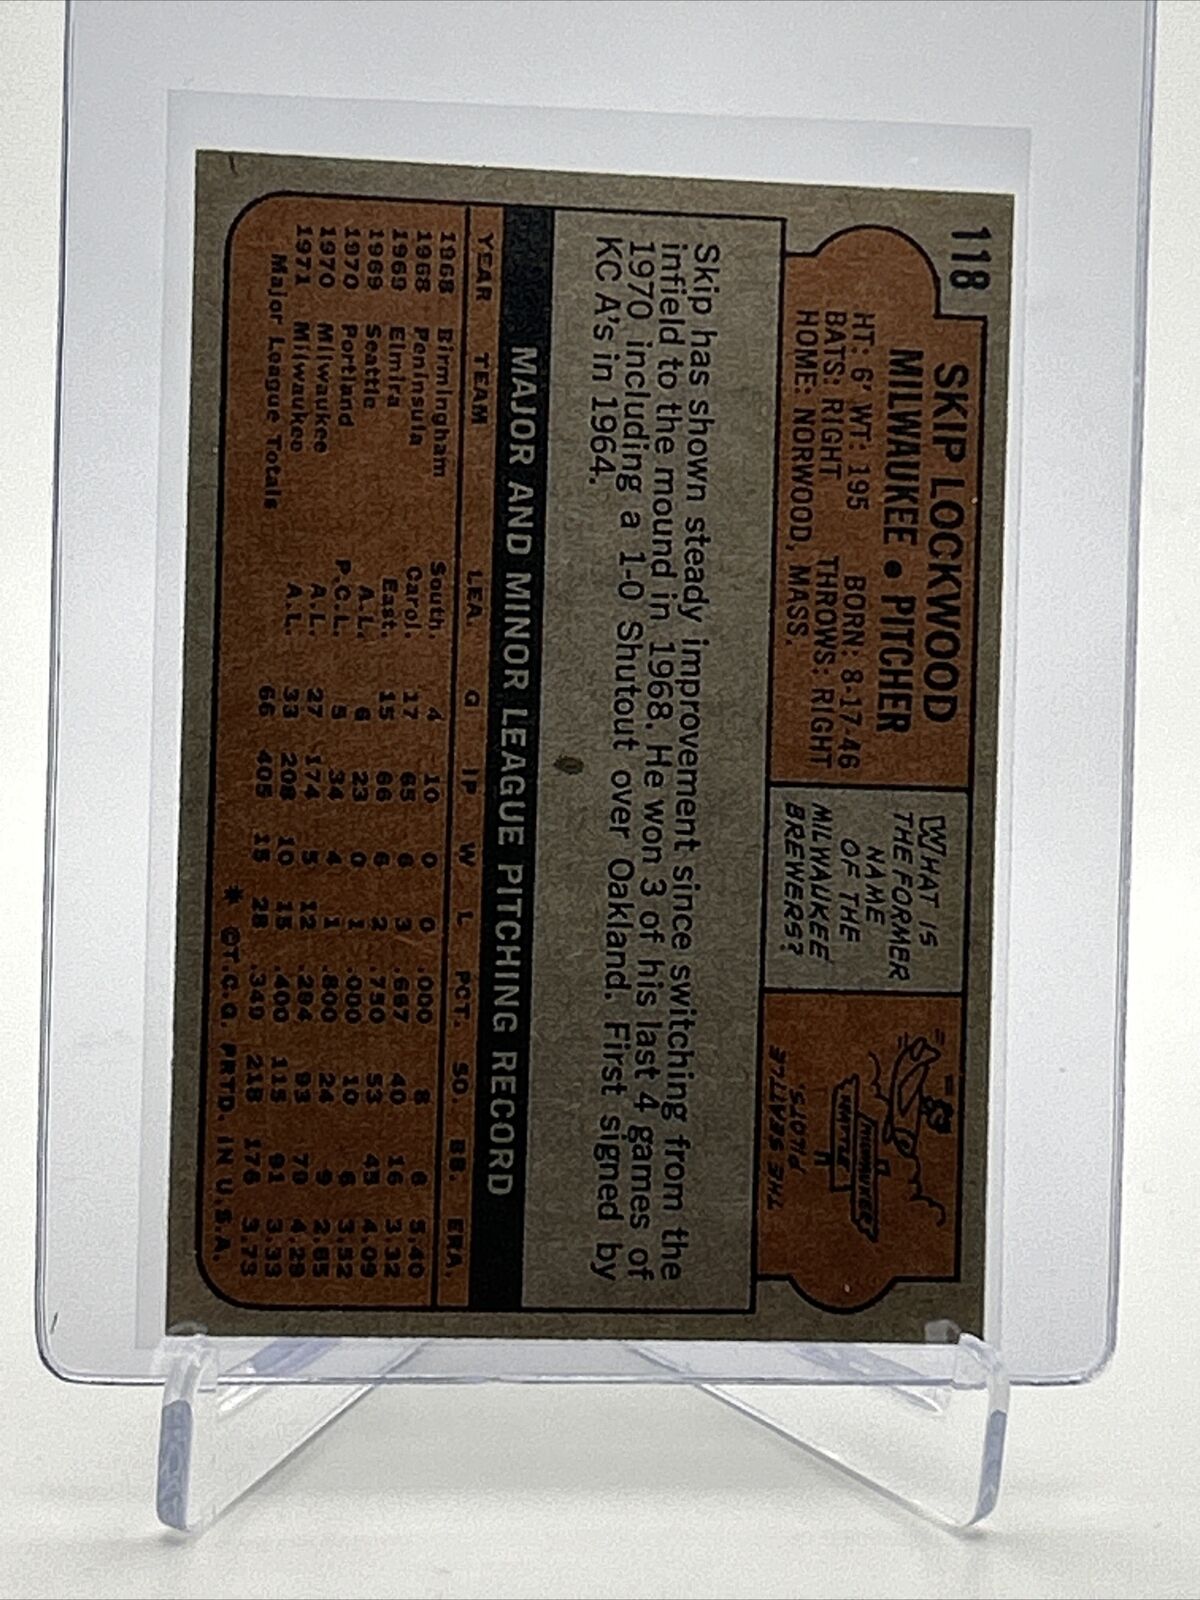 118
SKIP LOCKWOOD
MILWAUKEE • PITCHER
HT: 6' WT: 195 BORN: 8-17-46
BATS: RIGHT THROWS: RIGHT
HOME: NORWOOD, MASS.
WHAT IS
THE FORMER
NAME
OF THE
MILWAUKEE
BREWERS?
THE SEATTLE
PILOTS.
Skip has shown steady improvement since switching from the
infield to the mound in 1968. He won 3 of his last 4 games of
1970, including a 1-0 Shutout over Oakland. First signed by
KC A's in 1964.
MAJOR AND MINOR LEAGUE PITCHING RECORD
YEAR TEAM LEA. G IP W L PCT. SO. BB. ERA.
1968 Birmingham South. 4 10 0 0 .000 8 6 5.40
1968 Peninsula Carol. 17 65 6 3 .667 40 16 3.32
1969 Elmira East. 15 66 6 2 .750 53 45 4.09
1969 Seattle A.L. 6 23 0 1 .000 10 6 3.52
1970 Portland P.C.L. 5 34 4 1 .800 24 9 2.65
1970 Milwaukee A.L. 27 174 5 12 .294 93 79 4.29
1971 Milwaukee A.L. 33 208 10 15 .400 115 91 3.33
Major League Totals 66 405 15 28 .349 218 176 3.73
* ©T.C.G. PRTD. IN U.S.A.